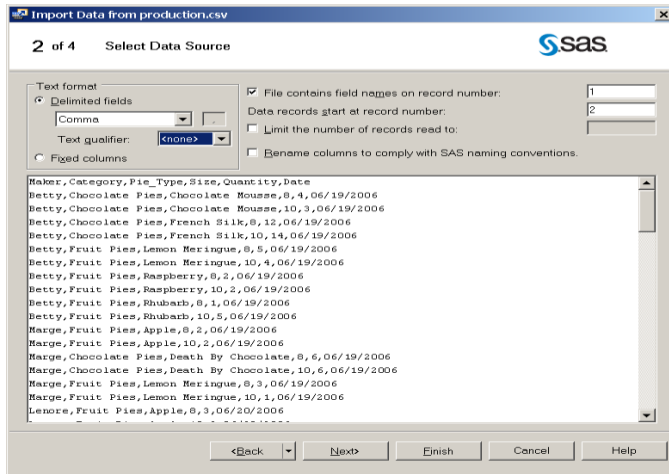 Import Data from production.csv
2 of 4 Select Data Source
sas
Text format
Delimited fields
Comma
,
Text qualifier: <none>
Fixed columns
File contains field names on record number: 1
Data records start at record number: 2
Limit the number of records read to:
Rename columns to comply with SAS naming conventions.
Maker,Category,Pie_Type,Size,Quantity,Date
Betty,Chocolate Pies,Chocolate Mousse,8,4,06/19/2006
Betty,Chocolate Pies,Chocolate Mousse,10,3,06/19/2006
Betty,Chocolate Pies,French Silk,8,12,06/19/2006
Betty,Chocolate Pies,French Silk,10,14,06/19/2006
Betty,Fruit Pies,Lemon Meringue,8,5,06/19/2006
Betty,Fruit Pies,Lemon Meringue,10,4,06/19/2006
Betty,Fruit Pies,Raspberry,8,2,06/19/2006
Betty,Fruit Pies,Raspberry,10,2,06/19/2006
Betty,Fruit Pies,Rhubarb,8,1,06/19/2006
Betty,Fruit Pies,Rhubarb,10,5,06/19/2006
Marge,Fruit Pies,Apple,8,2,06/19/2006
Marge,Fruit Pies,Apple,10,2,06/19/2006
Marge,Chocolate Pies,Death By Chocolate,8,6,06/19/2006
Marge,Chocolate Pies,Death By Chocolate,10,6,06/19/2006
Marge,Fruit Pies,Lemon Meringue,8,3,06/19/2006
Marge,Fruit Pies,Lemon Meringue,10,1,06/19/2006
Lenore,Fruit Pies,Apple,8,3,06/20/2006
<Back Next> Finish Cancel Help